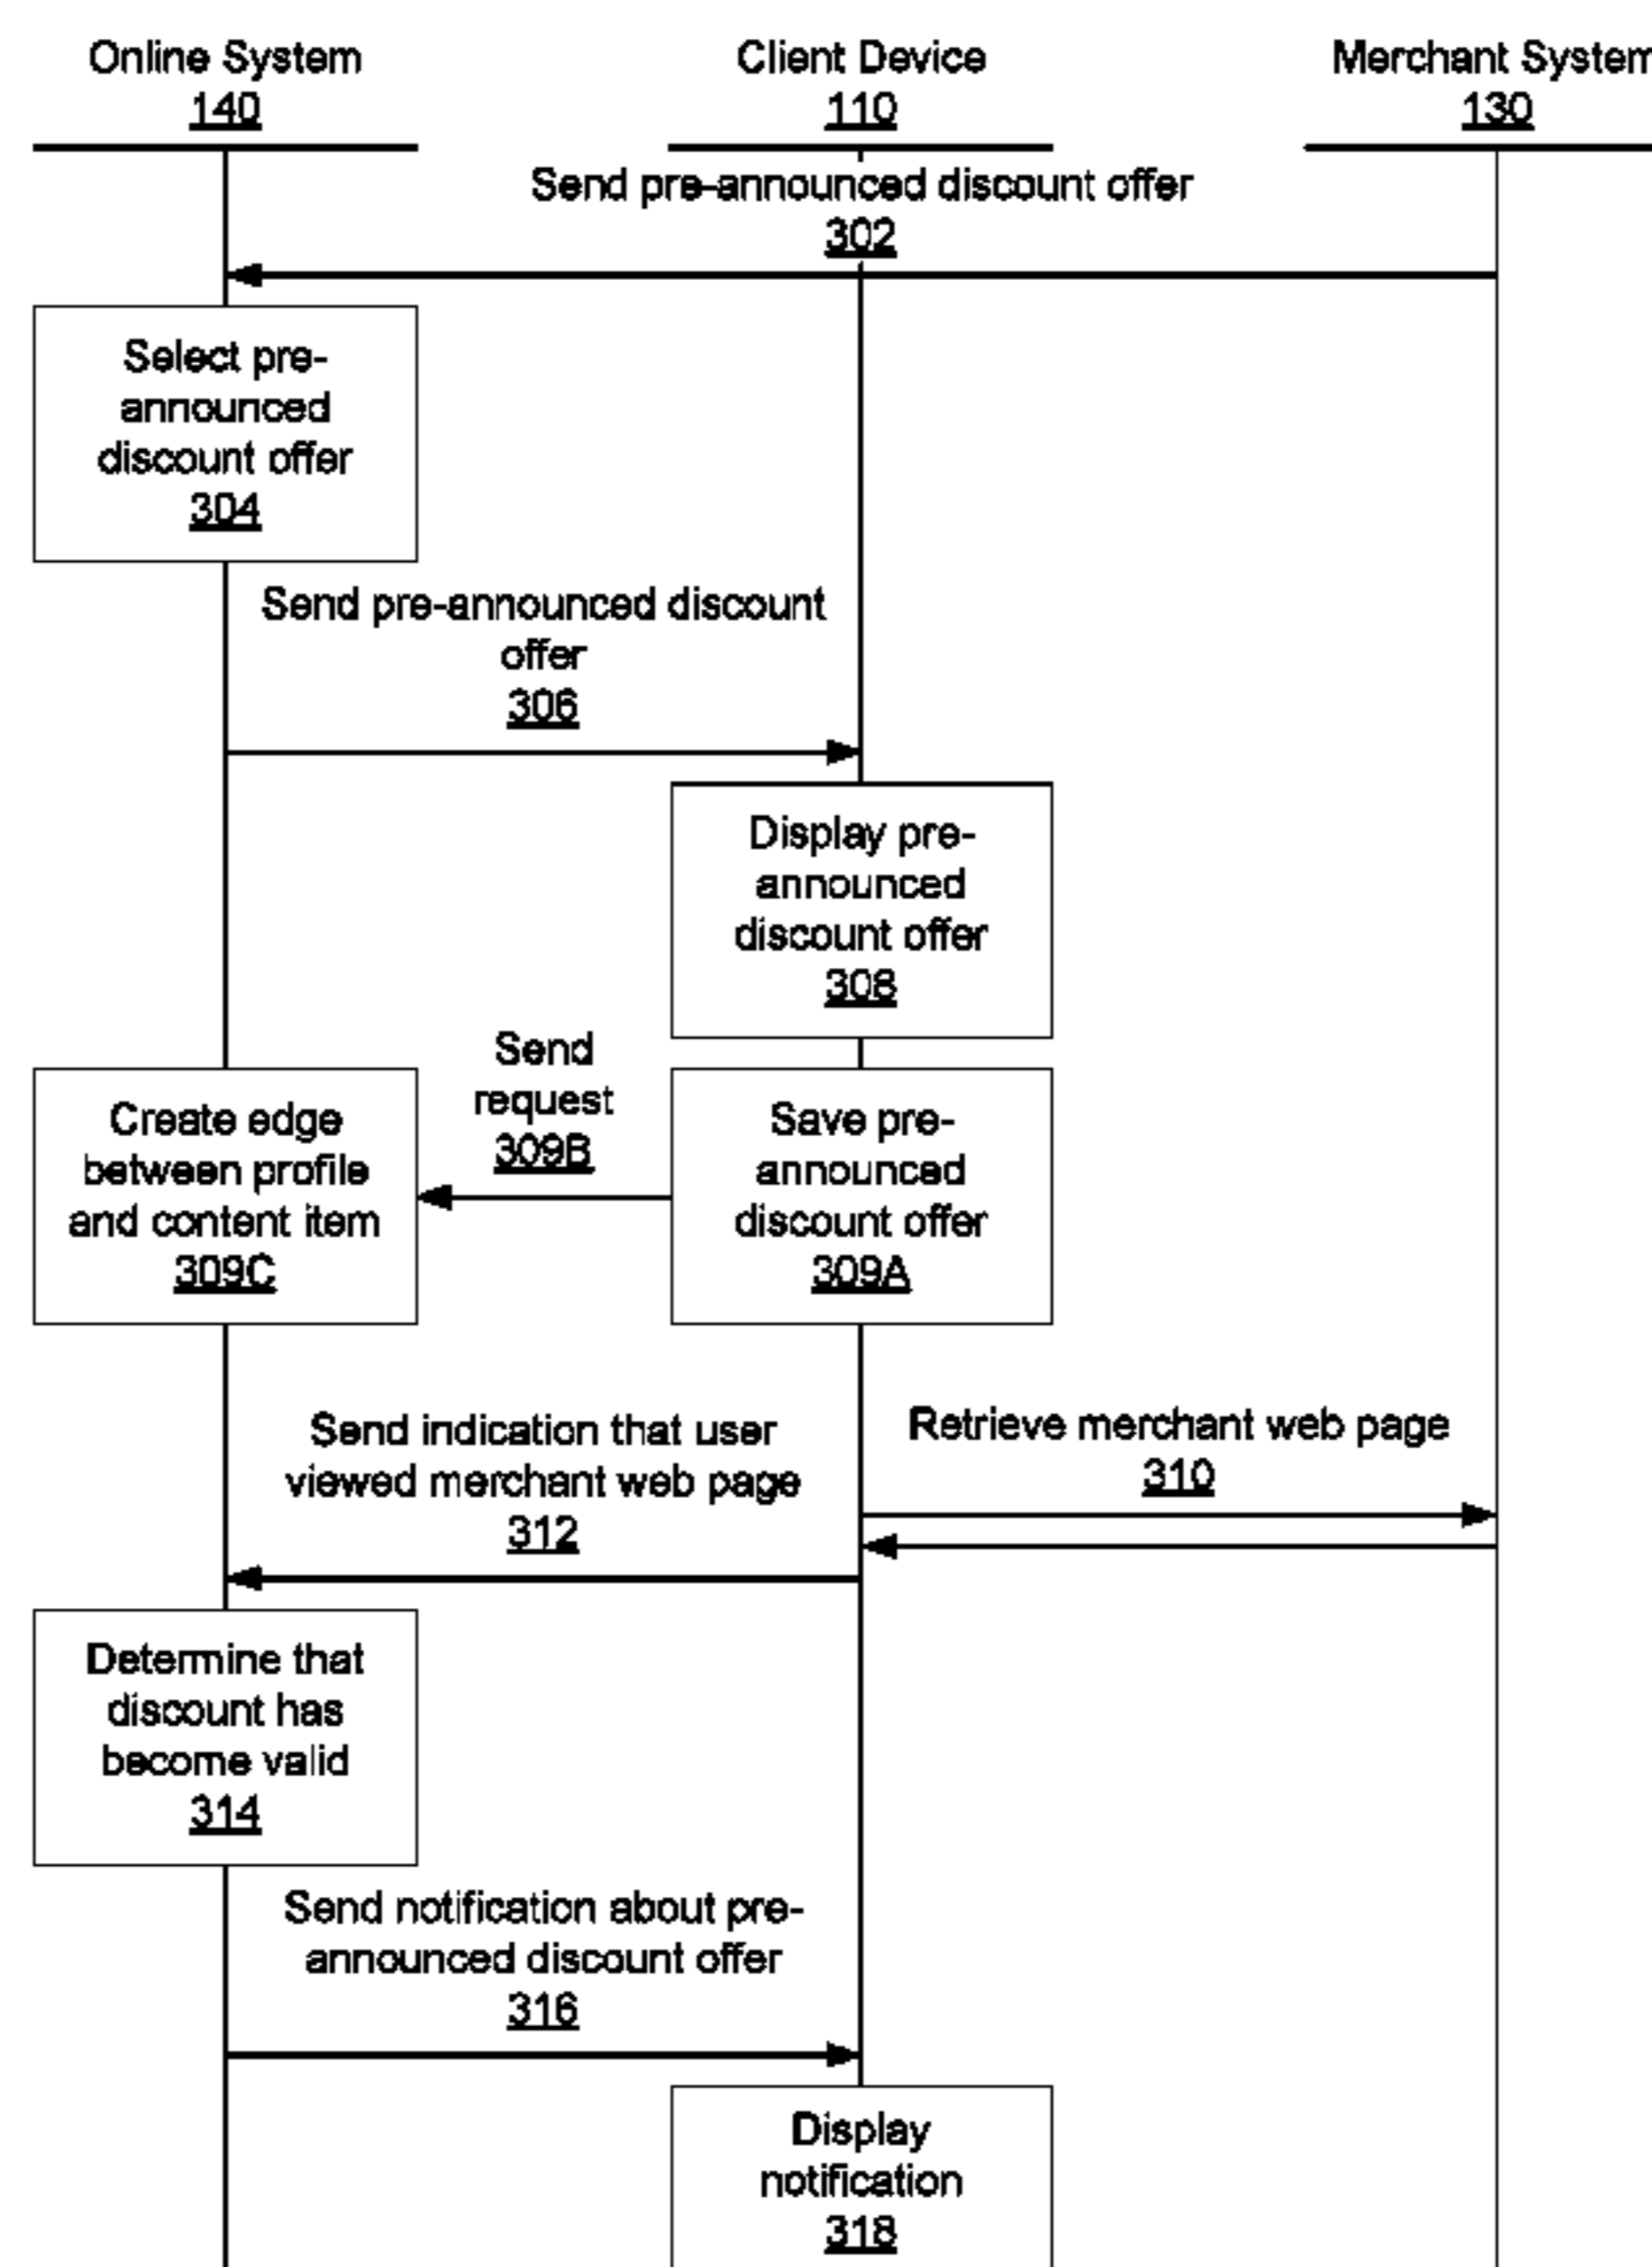 Online System
140
Client Device
110
Merchant System
130
Send pre-announced discount offer
302
Select pre-
announced
discount offer
304
Send pre-announced discount
offer
306
Display pre-
announced
discount offer
308
Send
request
309B
Create edge
between profile
and content item
309C
Save pre-
announced
discount offer
309A
Retrieve merchant web page
310
Send indication that user
viewed merchant web page
312
Determine that
discount has
become valid
314
Send notification about pre-
announced discount offer
316
Display
notification
318